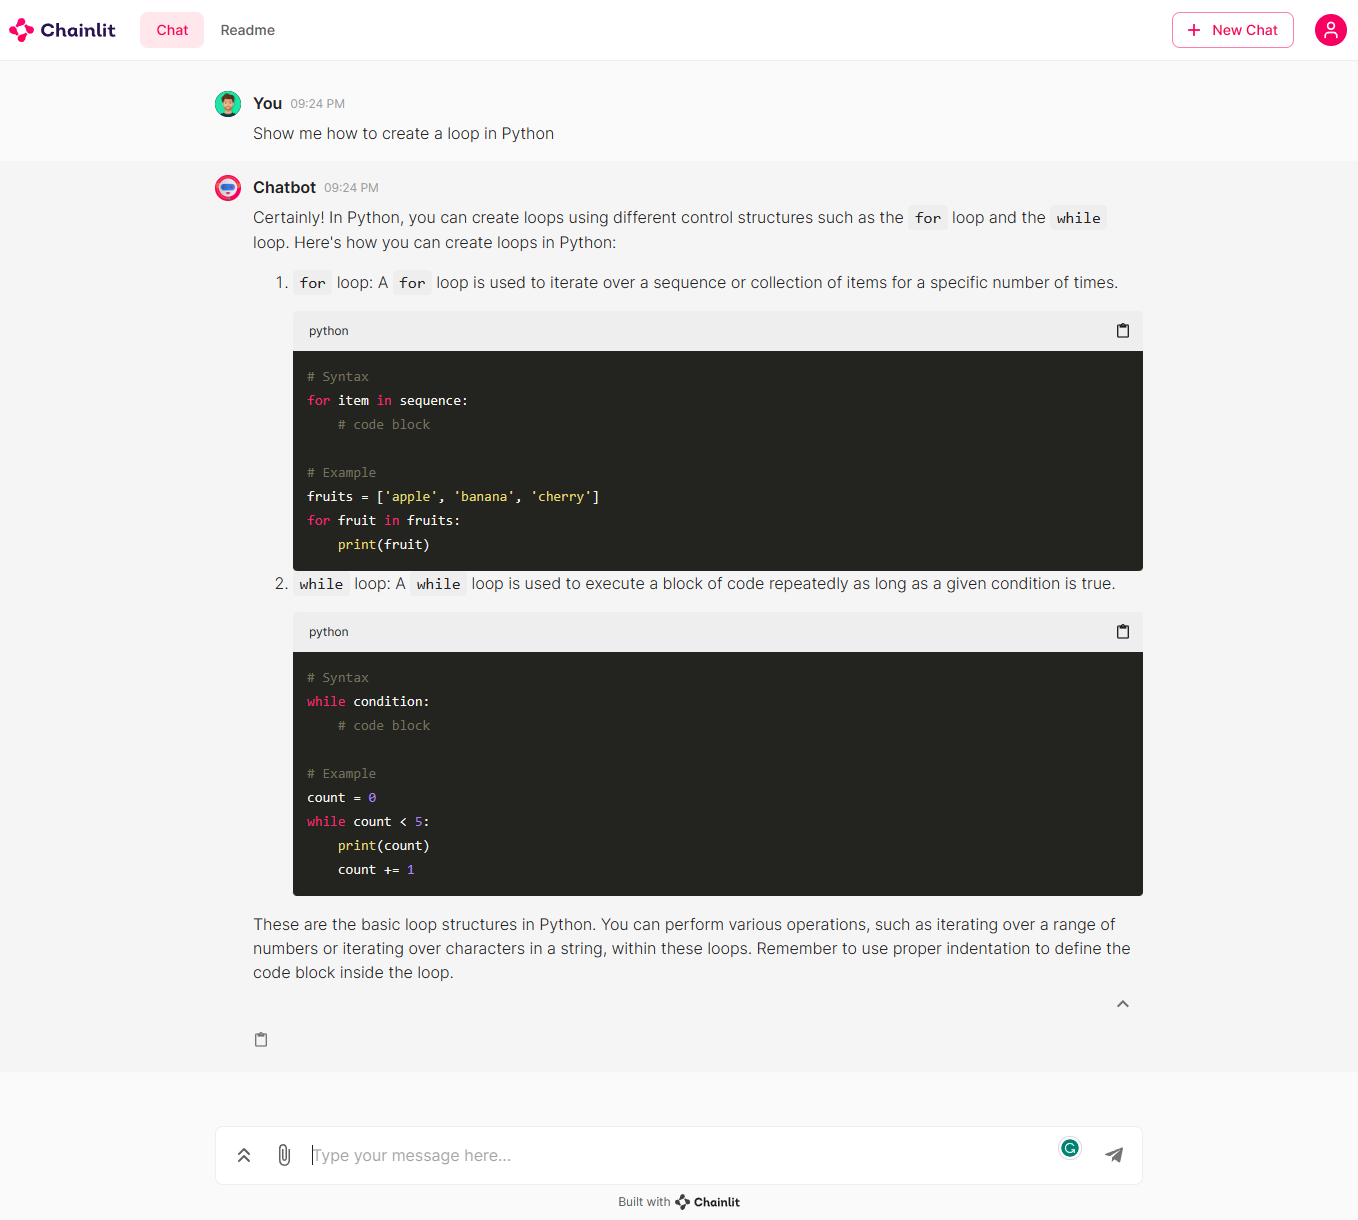 Chainlit Chat Readme + New Chat
You 09:24 PM
Show me how to create a loop in Python
Chatbot 09:24 PM
Certainly! In Python, you can create loops using different control structures such as the for loop and the while
loop. Here's how you can create loops in Python:
1. for loop: A for loop is used to iterate over a sequence or collection of items for a specific number of times.
python
# Syntax
for item in sequence:
    # code block
# Example
fruits = ['apple', 'banana', 'cherry']
for fruit in fruits:
    print(fruit)
2. while loop: A while loop is used to execute a block of code repeatedly as long as a given condition is true.
python
# Syntax
while condition:
    # code block
# Example
count = 0
while count < 5:
    print(count)
    count += 1
These are the basic loop structures in Python. You can perform various operations, such as iterating over a range of
numbers or iterating over characters in a string, within these loops. Remember to use proper indentation to define the
code block inside the loop.
Type your message here...
Built with Chainlit